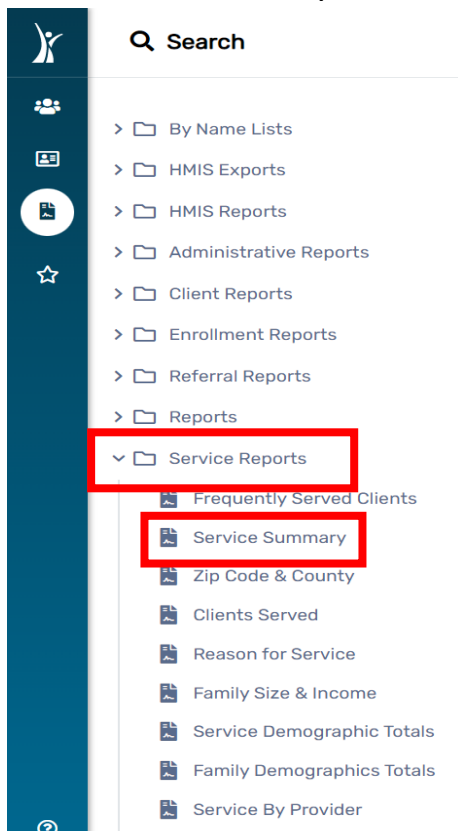 Search
By Name Lists
HMIS Exports
HMIS Reports
Administrative Reports
Client Reports
Enrollment Reports
Referral Reports
Reports
Service Reports
Frequently Served Clients
Service Summary
Zip Code & County
Clients Served
Reason for Service
Family Size & Income
Service Demographic Totals
Family Demographics Totals
Service By Provider